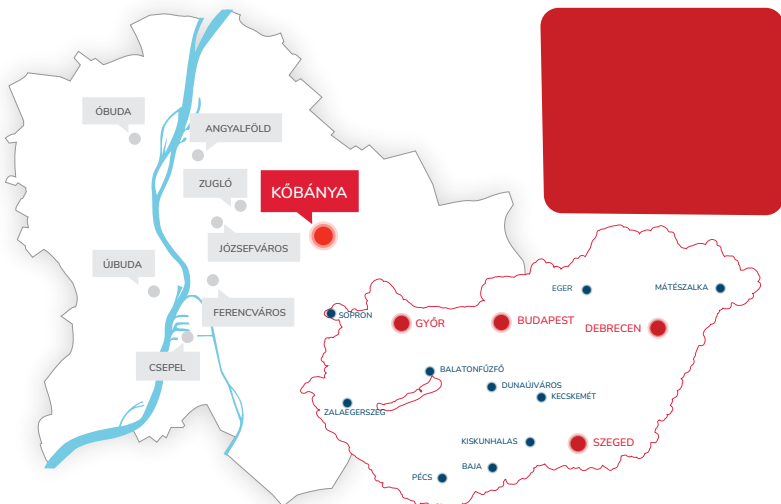 ÓBUDA
ANGYALFÖLD
ZUGLÓ
KŐBÁNYA
JÓZSEFVÁROS
ÚJBUDA
FERENCVÁROS
CSEPEL
EGER
MÁTÉSZALKA
SOPRON
GYŐR
BUDAPEST
DEBRECEN
BALATONFŰZFŐ
DUNAÚJVÁROS
KECSKEMÉT
ZALAEGERSZEG
KISKUNHALAS
SZEGED
BAJA
PÉCS